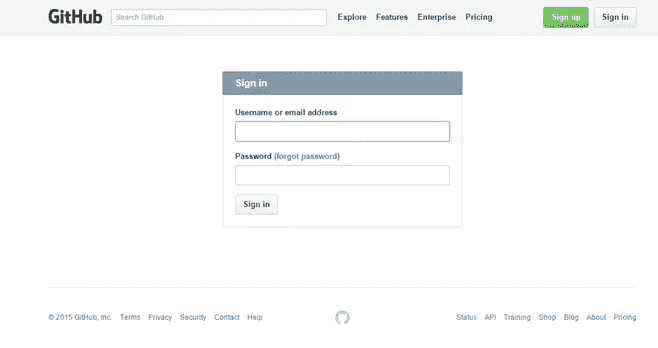 GitHub Search GitHub Explore Features Enterprise Pricing Sign up Sign in
Sign in
Username or email address
Password (forgot password)
Sign in
© 2015 GitHub, Inc. Terms Privacy Security Contact Help Status API Training Shop Blog About Pricing